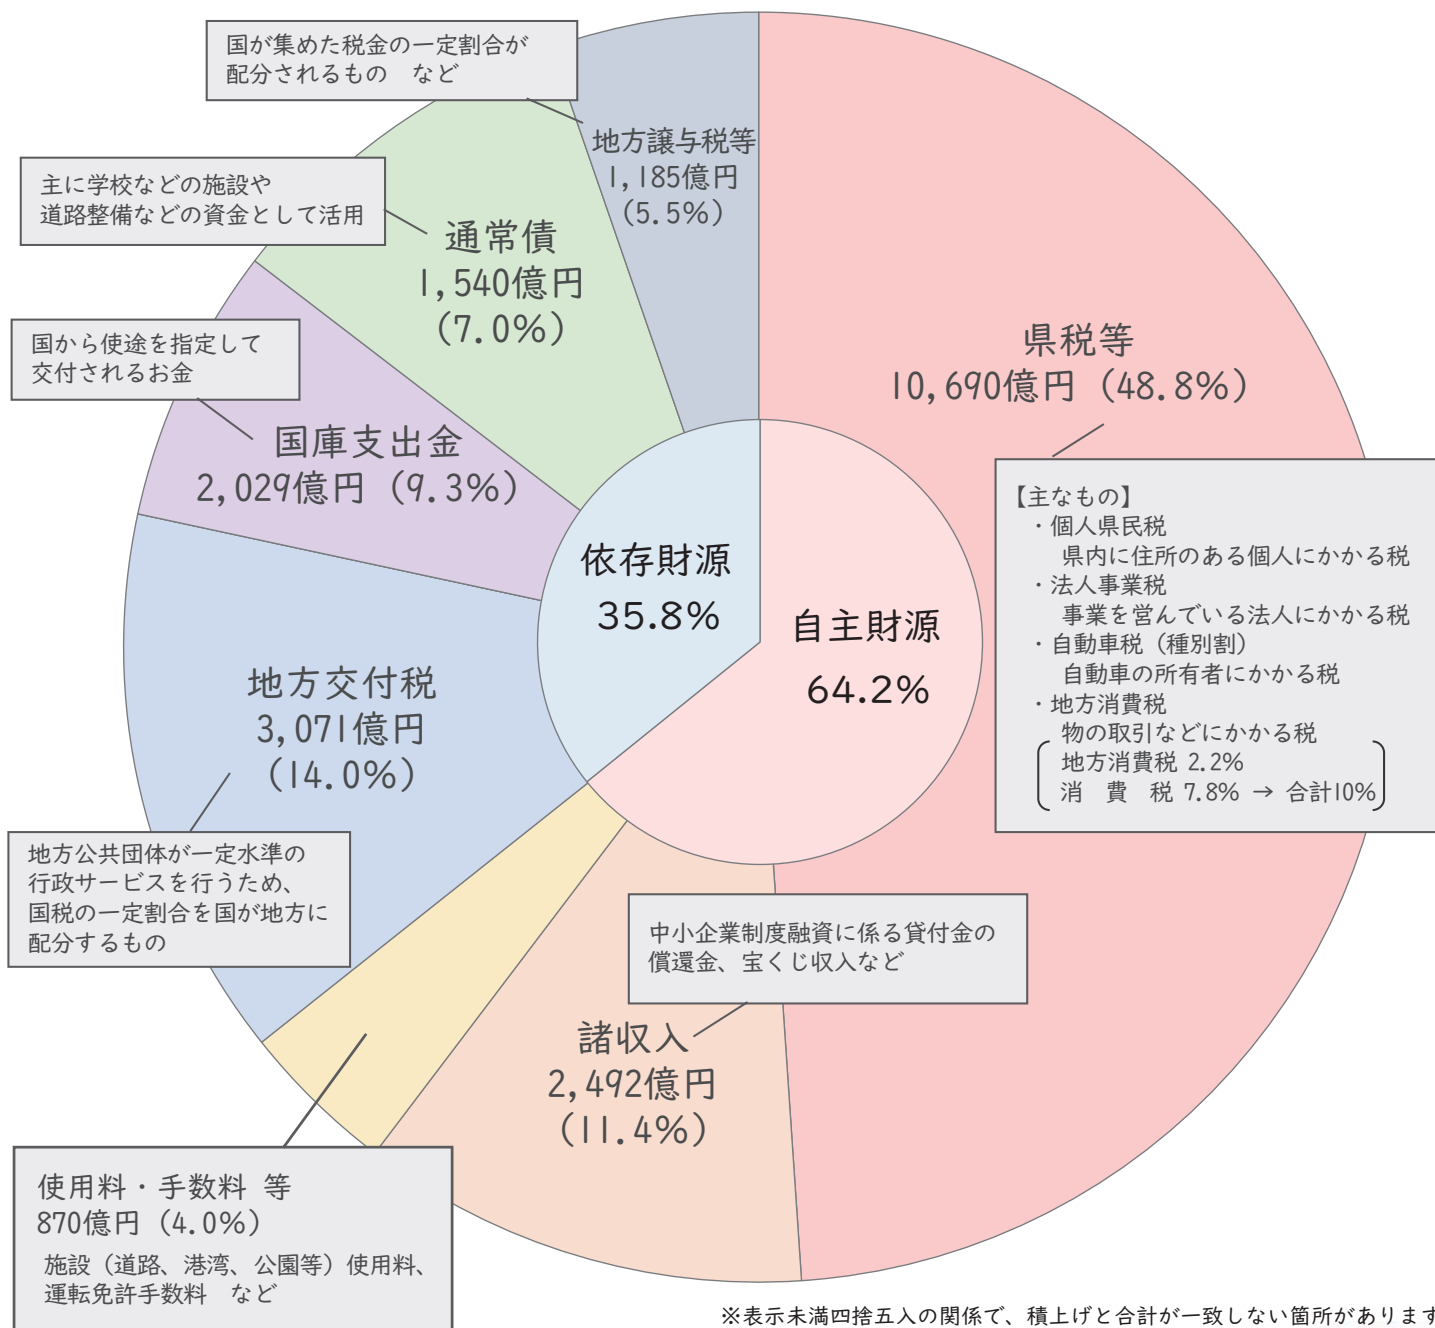 国が集めた税金の一定割合が
配分されるもの　など
地方譲与税等
1,185億円
(5.5%)
主に学校などの施設や
道路整備などの資金として活用
通常債
1,540億円
(7.0%)
国から使途を指定して
交付されるお金
国庫支出金
2,029億円 (9.3%)
県税等
10,690億円 (48.8%)
【主なもの】
・個人県民税
県内に住所のある個人にかかる税
・法人事業税
事業を営んでいる法人にかかる税
・自動車税（種別割）
自動車の所有者にかかる税
・地方消費税
物の取引などにかかる税
地方消費税 2.2%
消　費　税 7.8% → 合計10%
依存財源
35.8%
自主財源
64.2%
地方交付税
3,071億円
(14.0%)
地方公共団体が一定水準の
行政サービスを行うため、
国税の一定割合を国が地方に
配分するもの
中小企業制度融資に係る貸付金の
償還金、宝くじ収入など
諸収入
2,492億円
(11.4%)
使用料・手数料 等
870億円 (4.0%)
施設（道路、港湾、公園等）使用料、
運転免許手数料　など
※表示未満四捨五入の関係で、積上げと合計が一致しない箇所があります